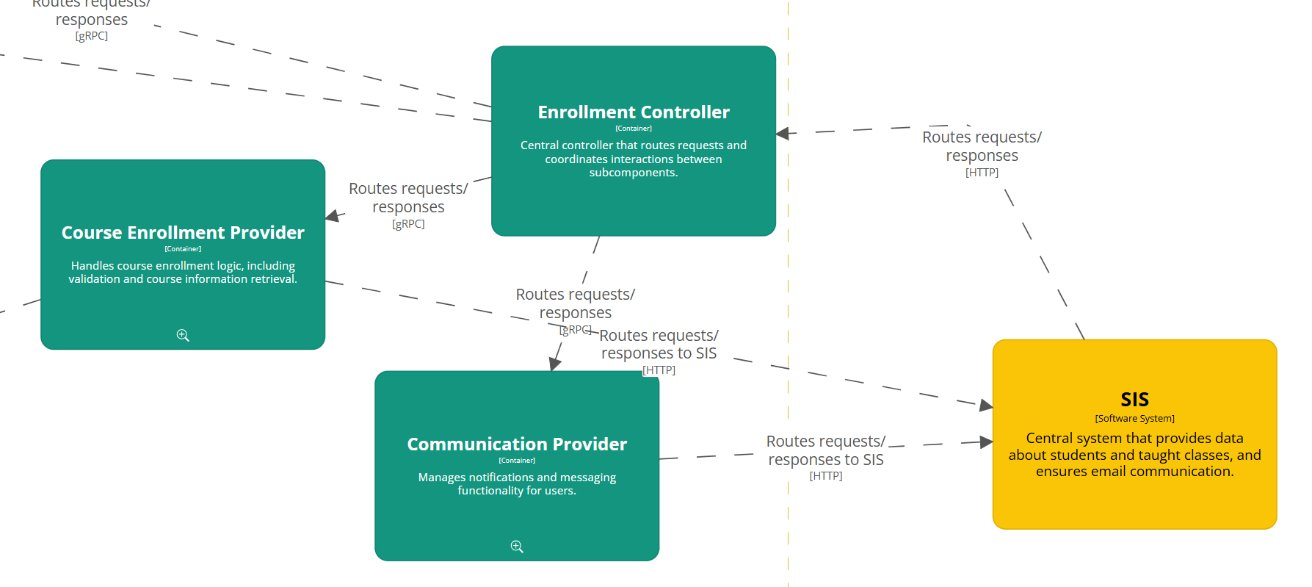 Routes requests/
responses
[gRPC]
Enrollment Controller
[Container]
Central controller that routes requests and
coordinates interactions between
subcomponents.
Routes requests/
responses
[HTTP]
Course Enrollment Provider
[Container]
Handles course enrollment logic, including
validation and course information retrieval.
Routes requests/
responses
[gRPC]
Routes requests/
responses
[gRPC]
Routes requests/
responses to SIS
[HTTP]
Communication Provider
[Container]
Manages notifications and messaging
functionality for users.
Routes requests/
responses to SIS
[HTTP]
SIS
[Software System]
Central system that provides data
about students and taught classes, and
ensures email communication.